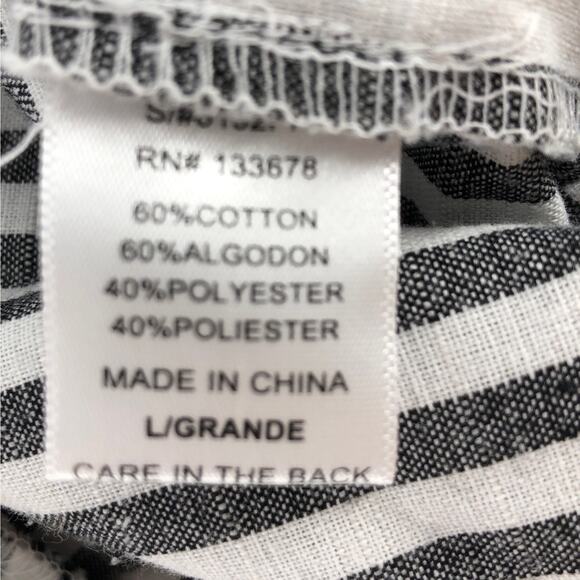 RN# 133678
60%COTTON
60%ALGODON
40%POLYESTER
40%POLIESTER
MADE IN CHINA
L/GRANDE
CARE IN THE BACK